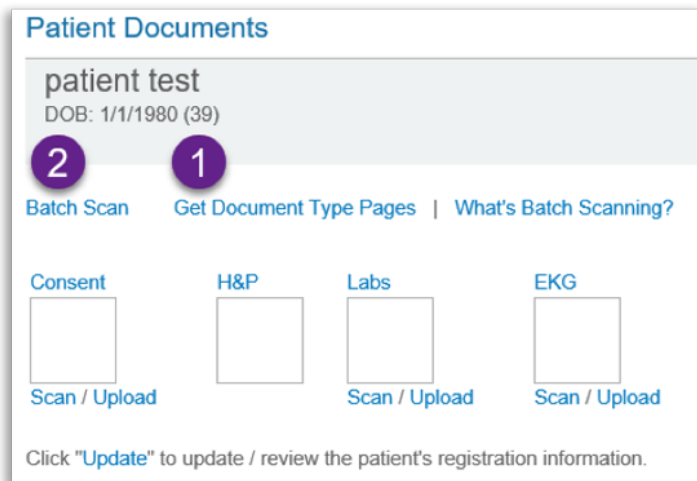 Patient Documents
patient test
DOB: 1/1/1980 (39)
2 1
Batch Scan Get Document Type Pages | What's Batch Scanning?
Consent H&P Labs EKG
Scan / Upload Scan / Upload Scan / Upload
Click "Update" to update / review the patient's registration information.